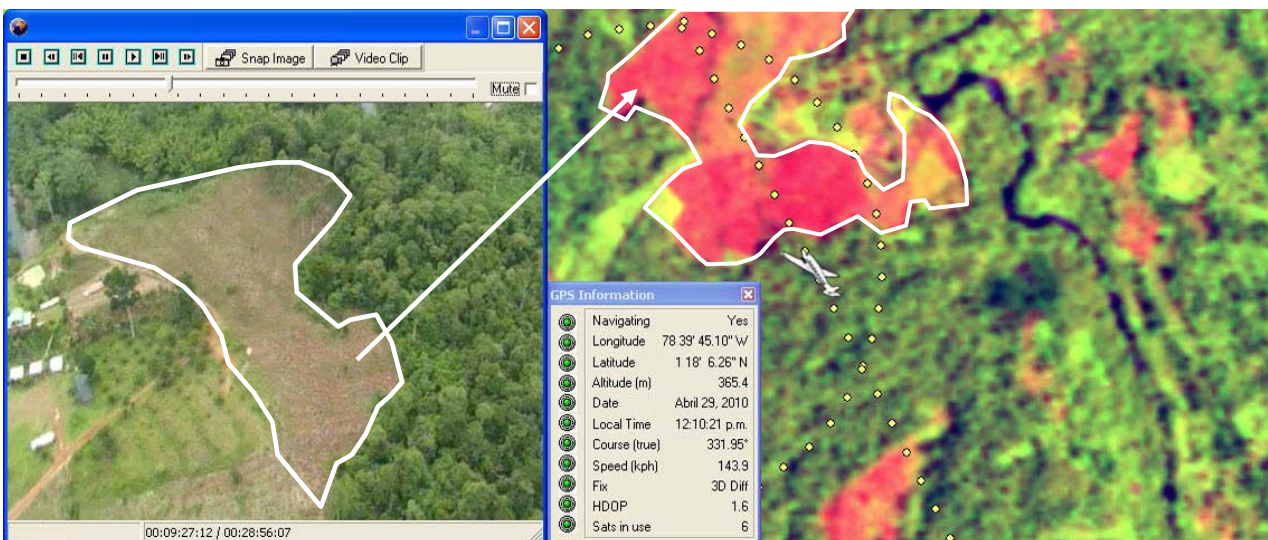 Snap Image
Video Clip
Mute
00:09:27:12 / 00:28:56:07
GPS Information
Navigating Yes
Longitude 78 39' 45.10" W
Latitude 1 18' 6.26" N
Altitude (m) 365.4
Date Abril 29, 2010
Local Time 12:10:21 p.m.
Course (true) 331.95°
Speed (kph) 143.9
Fix 3D Diff
HDOP 1.6
Sats in use 6